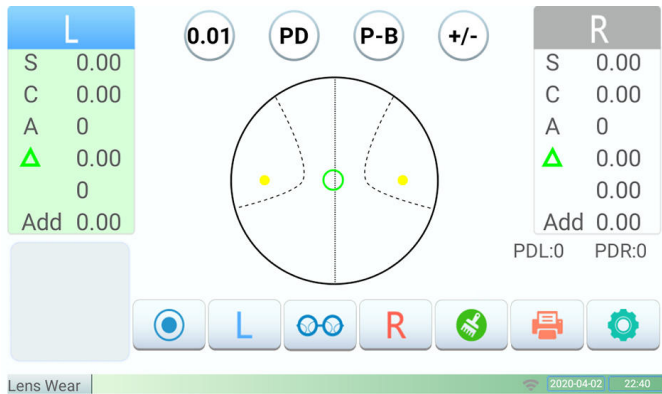 L
S 0.00
C 0.00
A 0
0.00
0
Add 0.00
0.01 PD P-B +/-
R
S 0.00
C 0.00
A 0
0.00
0.00
Add 0.00
PDL:0 PDR:0
L R
Lens Wear
2020-04-02 22:40